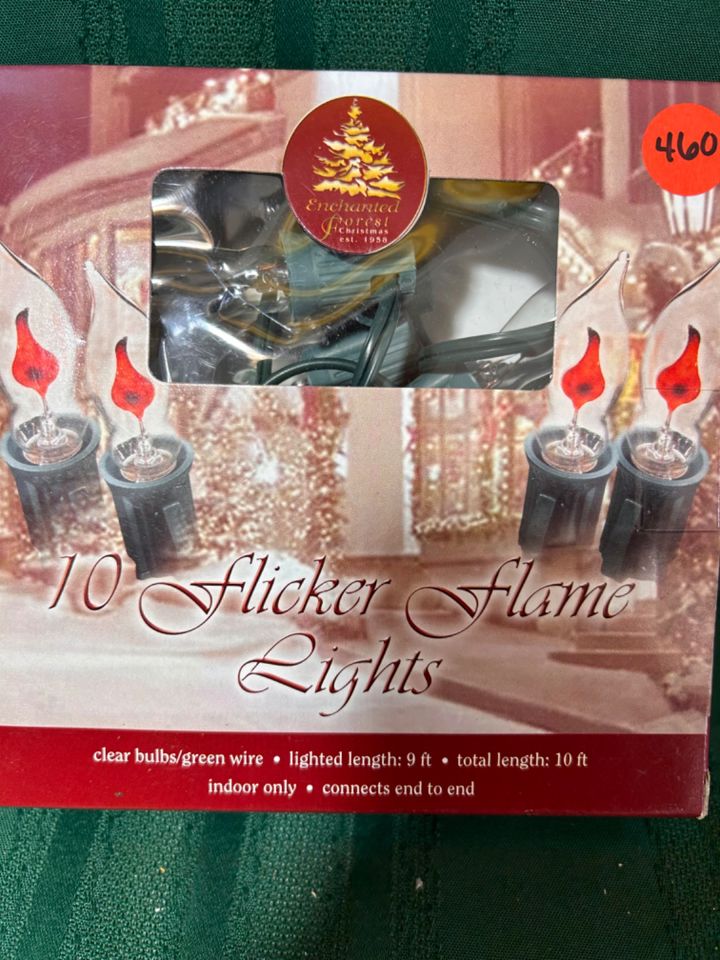 Enchanted
Forest
Christmas
est. 1958
460
10 Flicker Flame
Lights
clear bulbs/green wire • lighted length: 9 ft • total length: 10 ft
indoor only • connects end to end